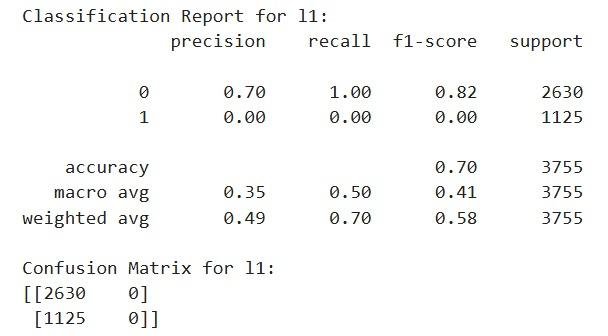 Classification Report for l1:
precision recall f1-score support
0 0.70 1.00 0.82 2630
1 0.00 0.00 0.00 1125
accuracy 0.70 3755
macro avg 0.35 0.50 0.41 3755
weighted avg 0.49 0.70 0.58 3755
Confusion Matrix for l1:
[[2630 0]
[1125 0]]